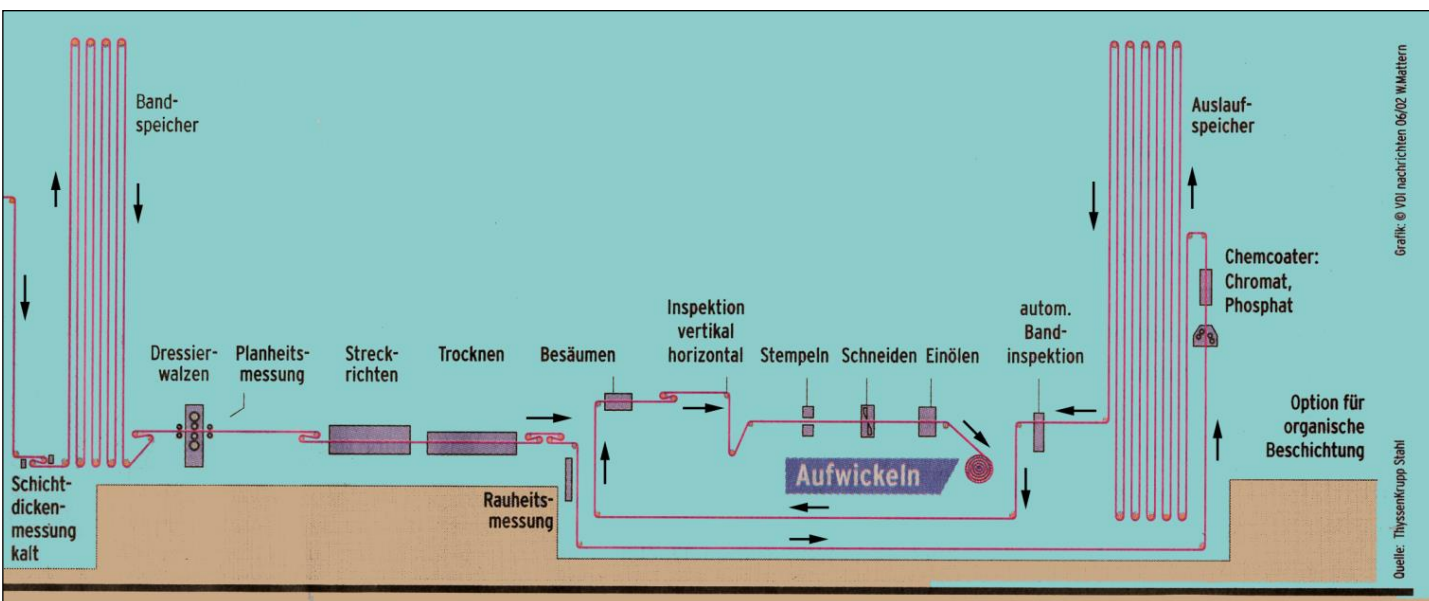 Band-
speicher
Auslauf-
speicher
Grafik: © VDI nachrichten 06/02 W.Mattern
Chemcoater:
Chromat,
Phosphat
Inspektion
vertikal
horizontal
autom.
Band-
inspektion
Dressier-
walzen
Planheits-
messung
Streck-
richten
Trocknen
Besäumen
Stempeln
Schneiden
Einölen
Option für
organische
Beschichtung
Aufwickeln
Schicht-
dicken-
messung
kalt
Rauheits-
messung
Quelle: ThyssenKrupp Stahl